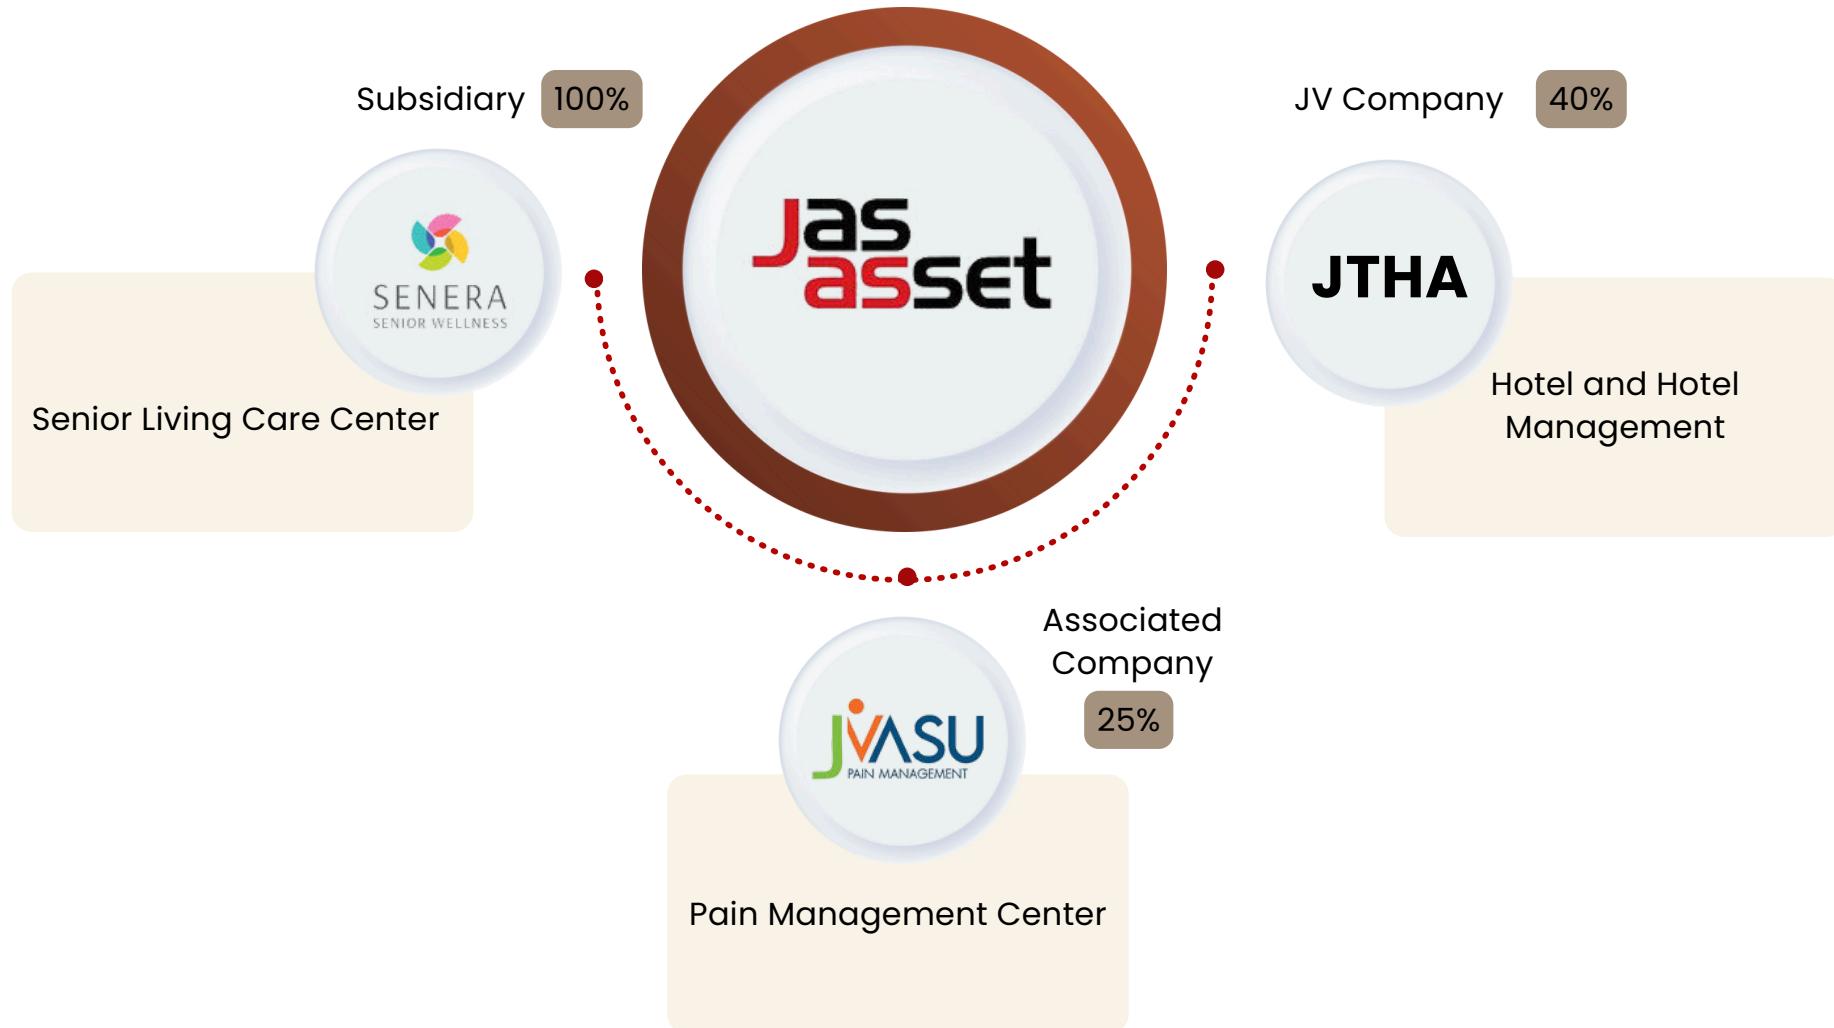 Subsidiary 100%
JV Company 40%
Jas
asset
SENERA
SENIOR WELLNESS
JTHA
Senior Living Care Center
Hotel and Hotel
Management
Associated
Company
25%
JVASU
PAIN MANAGEMENT
Pain Management Center